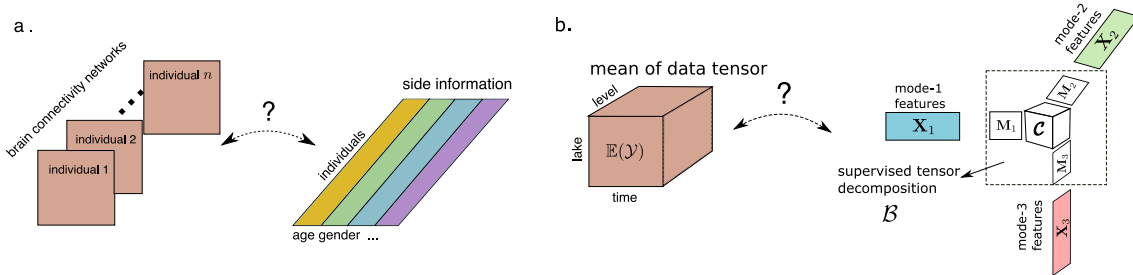 a.
brain connectivity networks
individual n
individual 2
individual 1
?
side information
individuals
age gender ...
b.
mean of data tensor
level
lake
𝔼(𝒴)
time
?
mode-1
features
X₁
mode-2
features
X₂
M₁
M₂
𝒞
M₃
supervised tensor
decomposition
ℬ
mode-3
features
X₃